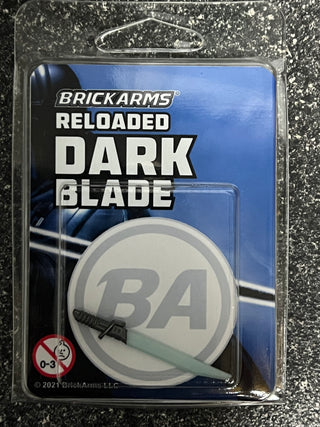 BRICKARMS®
RELOADED
DARK
BLADE
BA
0-3
© 2021 BrickArms LLC